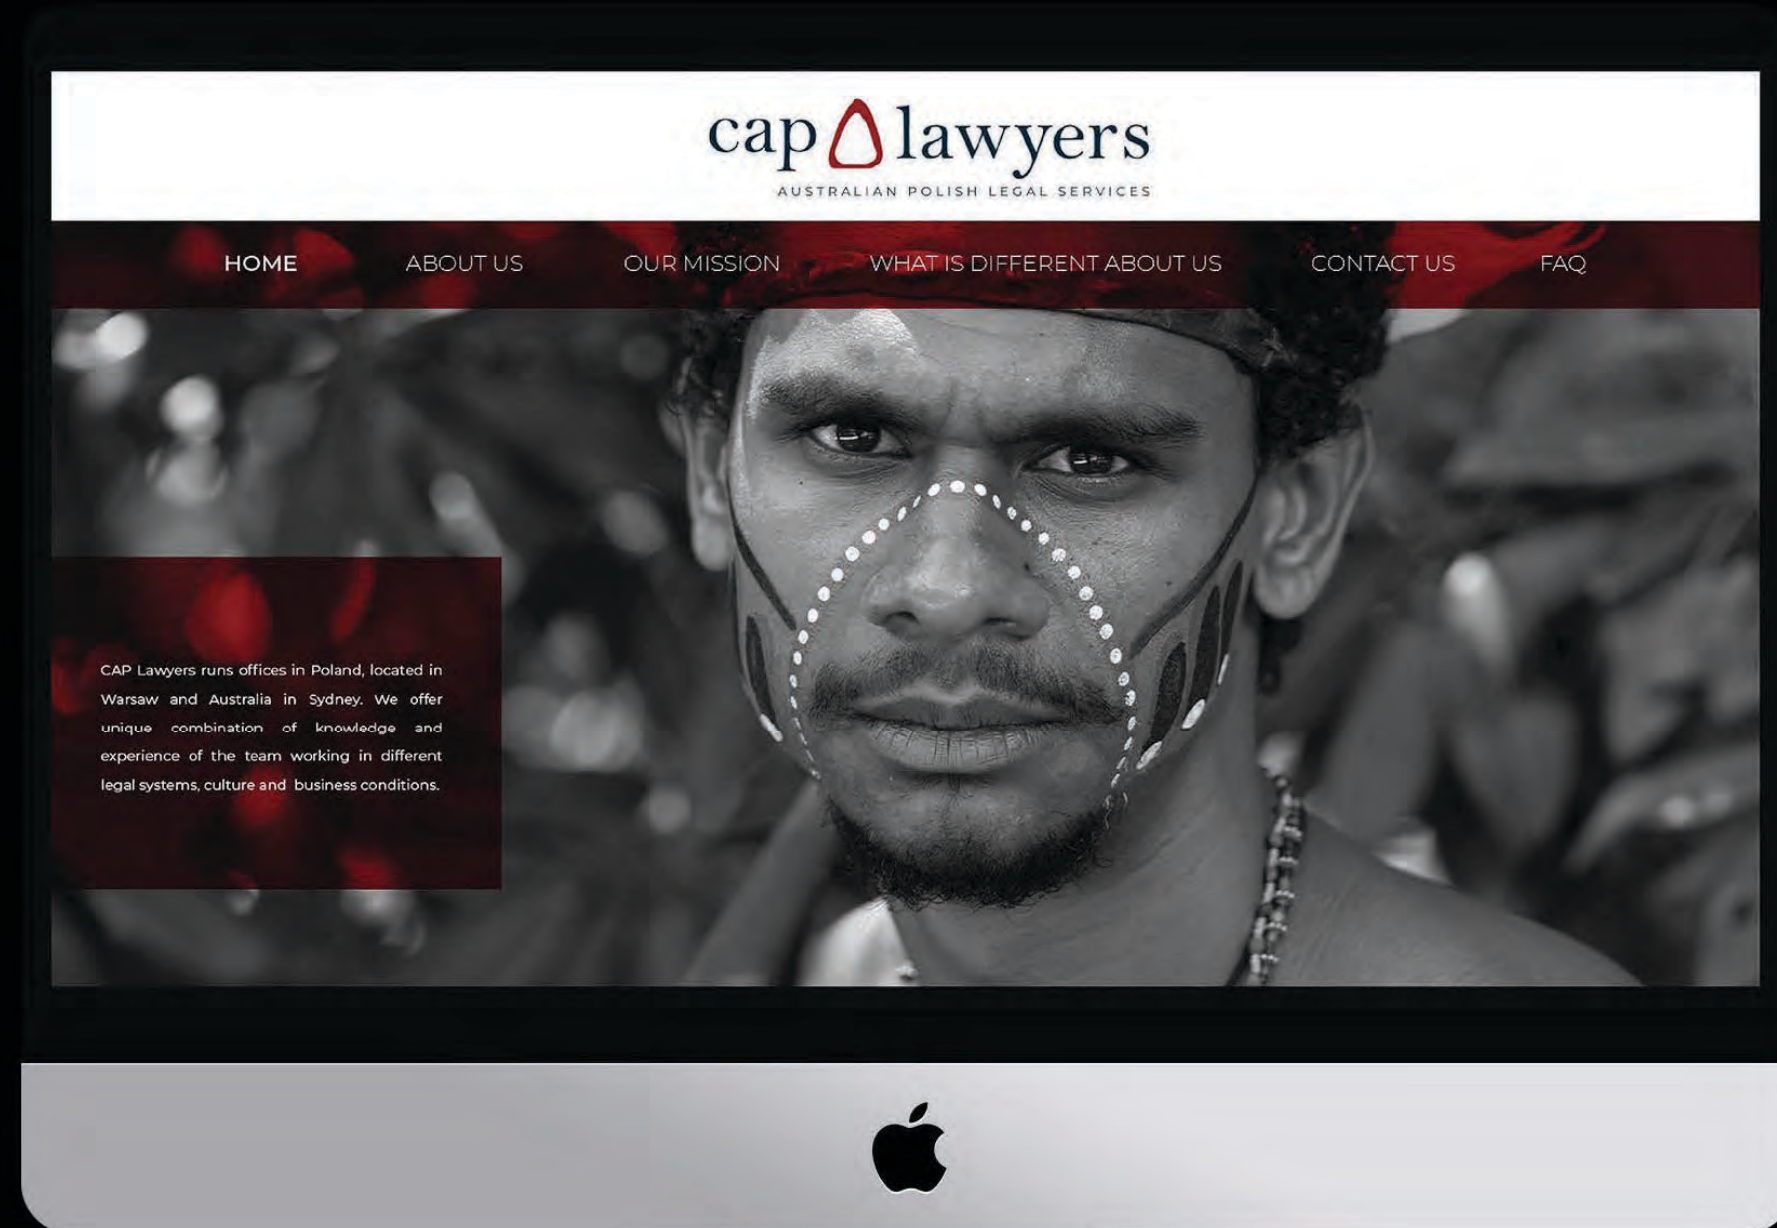 cap lawyers
AUSTRALIAN POLISH LEGAL SERVICES
HOME ABOUT US OUR MISSION WHAT IS DIFFERENT ABOUT US CONTACT US FAQ
CAP Lawyers runs offices in Poland, located in
Warsaw and Australia in Sydney. We offer
unique combination of knowledge and
experience of the team working in different
legal systems, culture and business conditions.